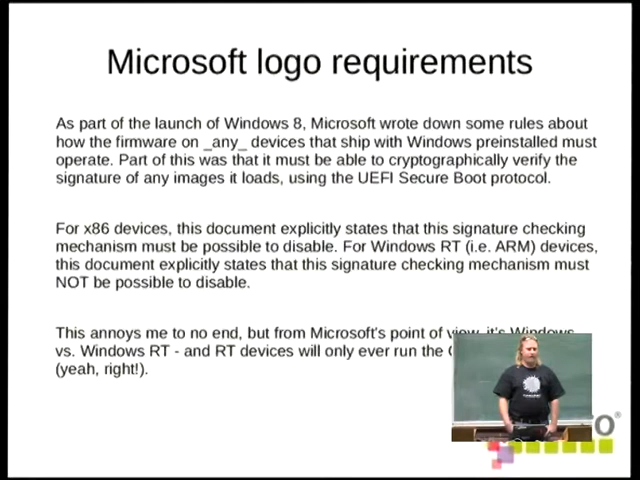 Microsoft logo requirements
As part of the launch of Windows 8, Microsoft wrote down some rules about
how the firmware on _any_ devices that ship with Windows preinstalled must
operate. Part of this was that it must be able to cryptographically verify the
signature of any images it loads, using the UEFI Secure Boot protocol.
For x86 devices, this document explicitly states that this signature checking
mechanism must be possible to disable. For Windows RT (i.e. ARM) devices,
this document explicitly states that this signature checking mechanism must
NOT be possible to disable.
This annoys me to no end, but from Microsoft's point of view, it's Windows
vs. Windows RT - and RT devices will only ever run the
(yeah, right!).